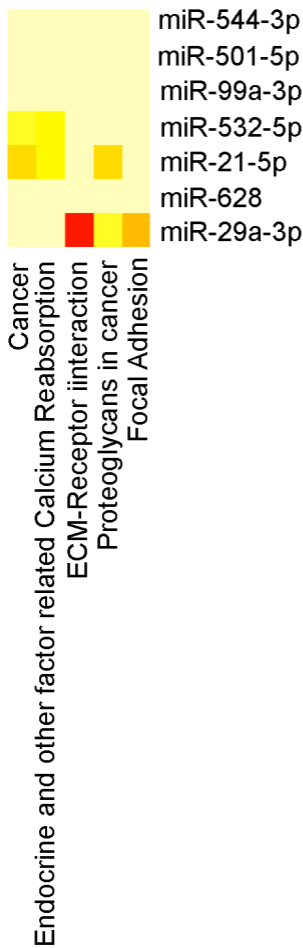 miR-544-3p
miR-501-5p
miR-99a-3p
miR-532-5p
miR-21-5p
miR-628
miR-29a-3p
Cancer
Endocrine and other factor related Calcium Reabsorption
ECM-Receptor iinteraction
Proteoglycans in cancer
Focal Adhesion